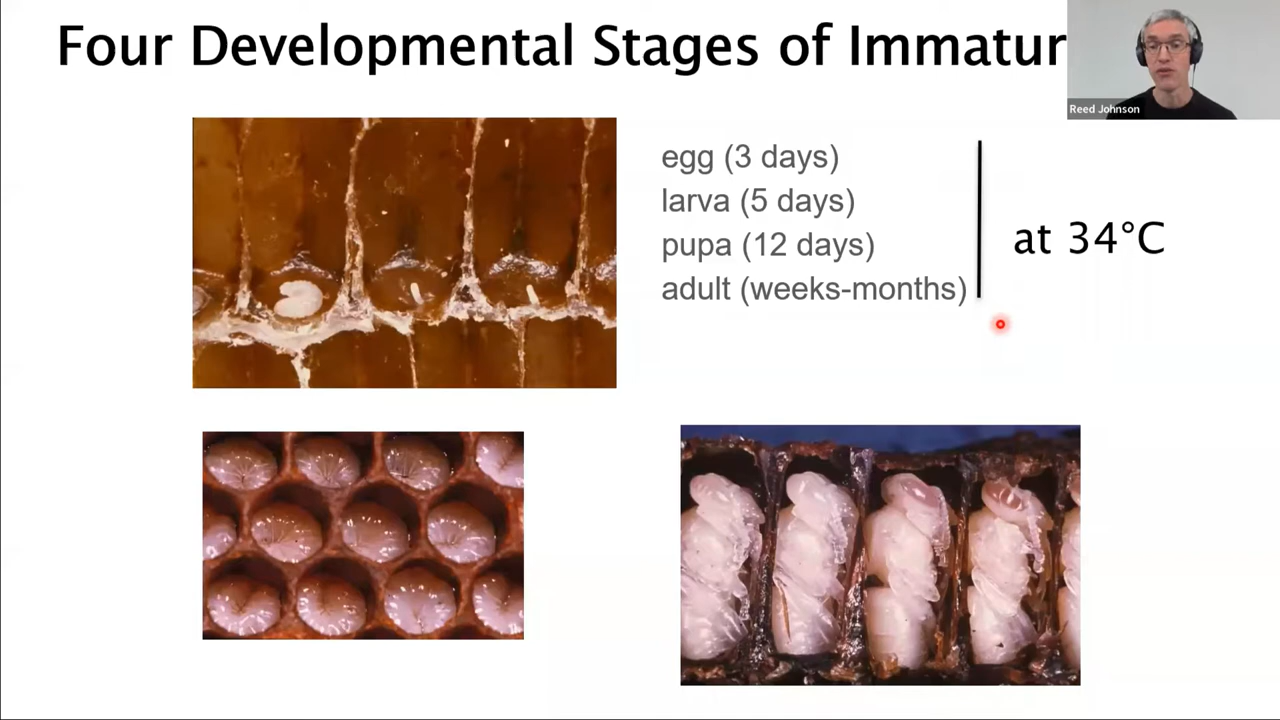 Four Developmental Stages of Immatur
Reed Johnson
egg (3 days)
larva (5 days)
pupa (12 days)
adult (weeks-months)
at 34°C